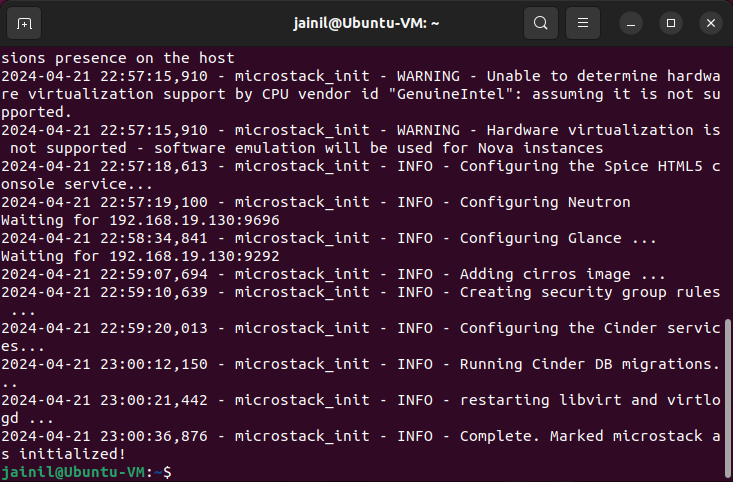 jainil@Ubuntu-VM: ~
sions presence on the host
2024-04-21 22:57:15,910 - microstack_init - WARNING - Unable to determine hardwa
re virtualization support by CPU vendor id "GenuineIntel": assuming it is not su
pported.
2024-04-21 22:57:15,910 - microstack_init - WARNING - Hardware virtualization is
 not supported - software emulation will be used for Nova instances
2024-04-21 22:57:18,613 - microstack_init - INFO - Configuring the Spice HTML5 c
onsole service...
2024-04-21 22:57:19,100 - microstack_init - INFO - Configuring Neutron
Waiting for 192.168.19.130:9696
2024-04-21 22:58:34,841 - microstack_init - INFO - Configuring Glance ...
Waiting for 192.168.19.130:9292
2024-04-21 22:59:07,694 - microstack_init - INFO - Adding cirros image ...
2024-04-21 22:59:10,639 - microstack_init - INFO - Creating security group rules
 ...
2024-04-21 22:59:20,013 - microstack_init - INFO - Configuring the Cinder servic
es...
2024-04-21 23:00:12,150 - microstack_init - INFO - Running Cinder DB migrations.
..
2024-04-21 23:00:21,442 - microstack_init - INFO - restarting libvirt and virtlo
gd ...
2024-04-21 23:00:36,876 - microstack_init - INFO - Complete. Marked microstack a
s initialized!
jainil@Ubuntu-VM:~$